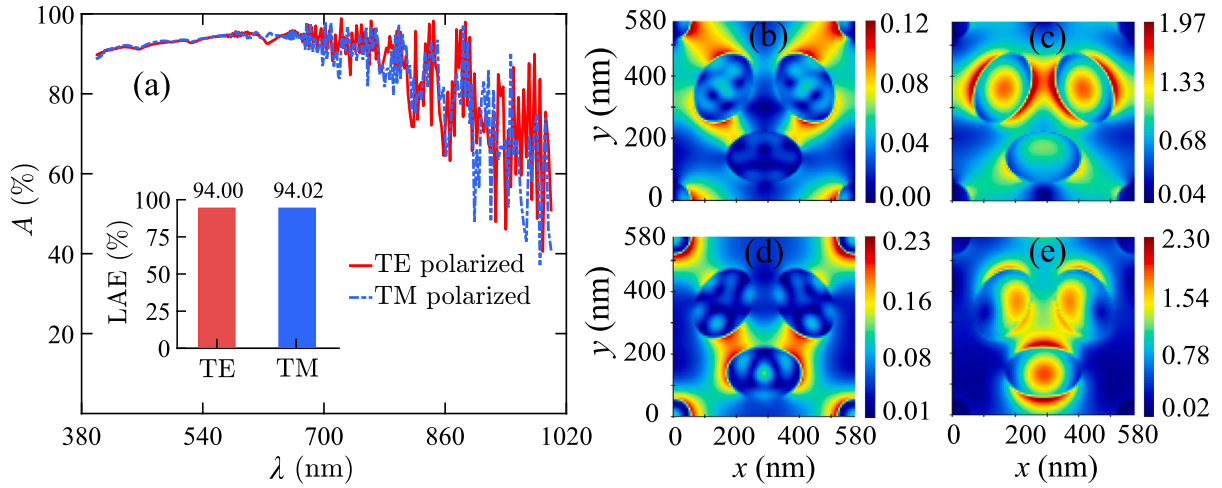 100
80
60
40
20
A (%)
(a)
94.00 94.02
100
75
50
25
0
LAE (%)
TE TM
TE polarized
TM polarized
380 540 700 860 1020
λ (nm)
580
400
200
0
y (nm)
(b)
0.12
0.08
0.04
0.00
(c)
1.97
1.33
0.68
0.04
580
400
200
0
y (nm)
(d)
0.23
0.16
0.08
0.01
(e)
2.30
1.54
0.78
0.02
0 200 400 580
x (nm)
0 200 400 580
x (nm)